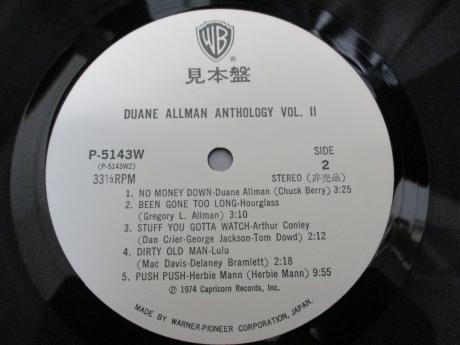 WB
見本盤
DUANE ALLMAN ANTHOLOGY VOL. II
P-5143W
(P-5143W2)
33⅓RPM
SIDE
2
STEREO (非売品)
1. NO MONEY DOWN-Duane Allman (Chuck Berry) 3:25
2. BEEN GONE TOO LONG-Hourglass
(Gregory L. Allman) 3:10
3. STUFF YOU GOTTA WATCH-Arthur Conley
(Dan Crier-George Jackson-Tom Dowd) 2:12
4. DIRTY OLD MAN-Lulu
(Mac Davis-Delaney Bramlett) 2:18
5. PUSH PUSH-Herbie Mann (Herbie Mann) 9:55
Ⓟ 1974 Capricorn Records, Inc.
MADE BY WARNER-PIONEER CORPORATION, JAPAN.